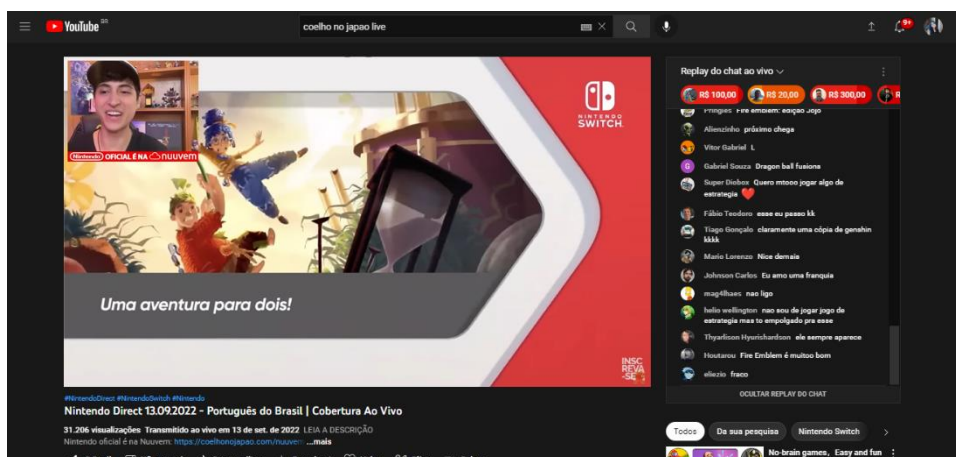 YouTube BR
coelho no japao live
9+
Replay do chat ao vivo
R$ 100,00
R$ 20,00
R$ 300,00
NINTENDO
SWITCH
Nintendo OFICIAL É NA nuuvem
Uma aventura para dois!
INSC
REVA
-SE
Fire emblem: edição Jojo
Alienzinho próximo chega
Vitor Gabriel L
G
Gabriel Souza Dragon ball fusions
Super Diobox Quero mtooo jogar algo de
estrategia ❤
Fábio Teodoro esse eu passo kk
Tiago Gonçalo claramente uma cópia de genshin
kkkk
Mario Lorenzo Nice demais
Johnson Carlos Eu amo uma franquia
mag4lhaes nao ligo
helio wellington nao sou de jogar jogo de
estrategia mas to empolgado pra esse
Thyardison Hyurishardson ele sempre aparece
Houtarou Fire Emblem é muitoo bom
eliezio fraco
OCULTAR REPLAY DO CHAT
#NintendoDirect #NintendoSwitch #Nintendo
Nintendo Direct 13.09.2022 - Português do Brasil | Cobertura Ao Vivo
31.206 visualizações Transmitido ao vivo em 13 de set. de 2022 LEIA A DESCRIÇÃO
Nintendo oficial é na Nuuvem: https://coelhonojapao.com/nuuvem ...mais
Todos
Da sua pesquisa
Nintendo Switch
No-brain games, Easy and fun